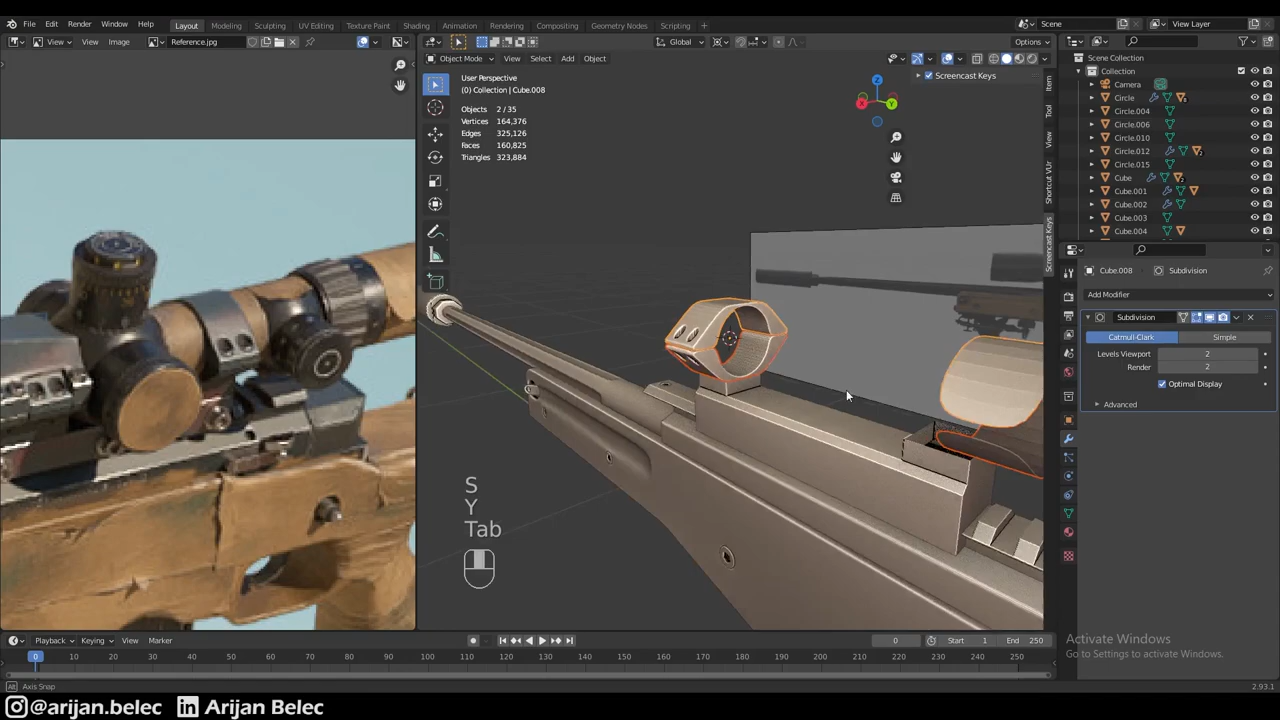 File Edit Render Window Help Layout Modeling Sculpting UV Editing Texture Paint Shading Animation Rendering Compositing Geometry Nodes Scripting + Scene View Layer
View View Image Reference.jpg Global Options
Object Mode View Select Add Object
User Perspective
(0) Collection | Cube.008
Objects 2 / 35
Vertices 164,376
Edges 325,126
Faces 160,825
Triangles 323,884
Screencast Keys
X Y Z
Item
Tool
View
Shortcut VUr
Screencast Keys
S
Y
Tab
Scene Collection
Collection
Camera
Circle
Circle.004
Circle.006
Circle.010
Circle.012
Circle.015
Cube
Cube.001
Cube.002
Cube.003
Cube.004
Cube.008 Subdivision
Add Modifier
Subdivision
Catmull-Clark Simple
Levels Viewport 2
Render 2
Optimal Display
Advanced
Activate Windows
Go to Settings to activate Windows.
Playback Keying View Marker 0 Start 1 End 250
0 10 20 30 40 50 60 70 80 90 100 110 120 130 140 150 160 170 180 190 200 210 220 230 240 250
Axis Snap 2.93.1
@arijan.belec in Arijan Belec